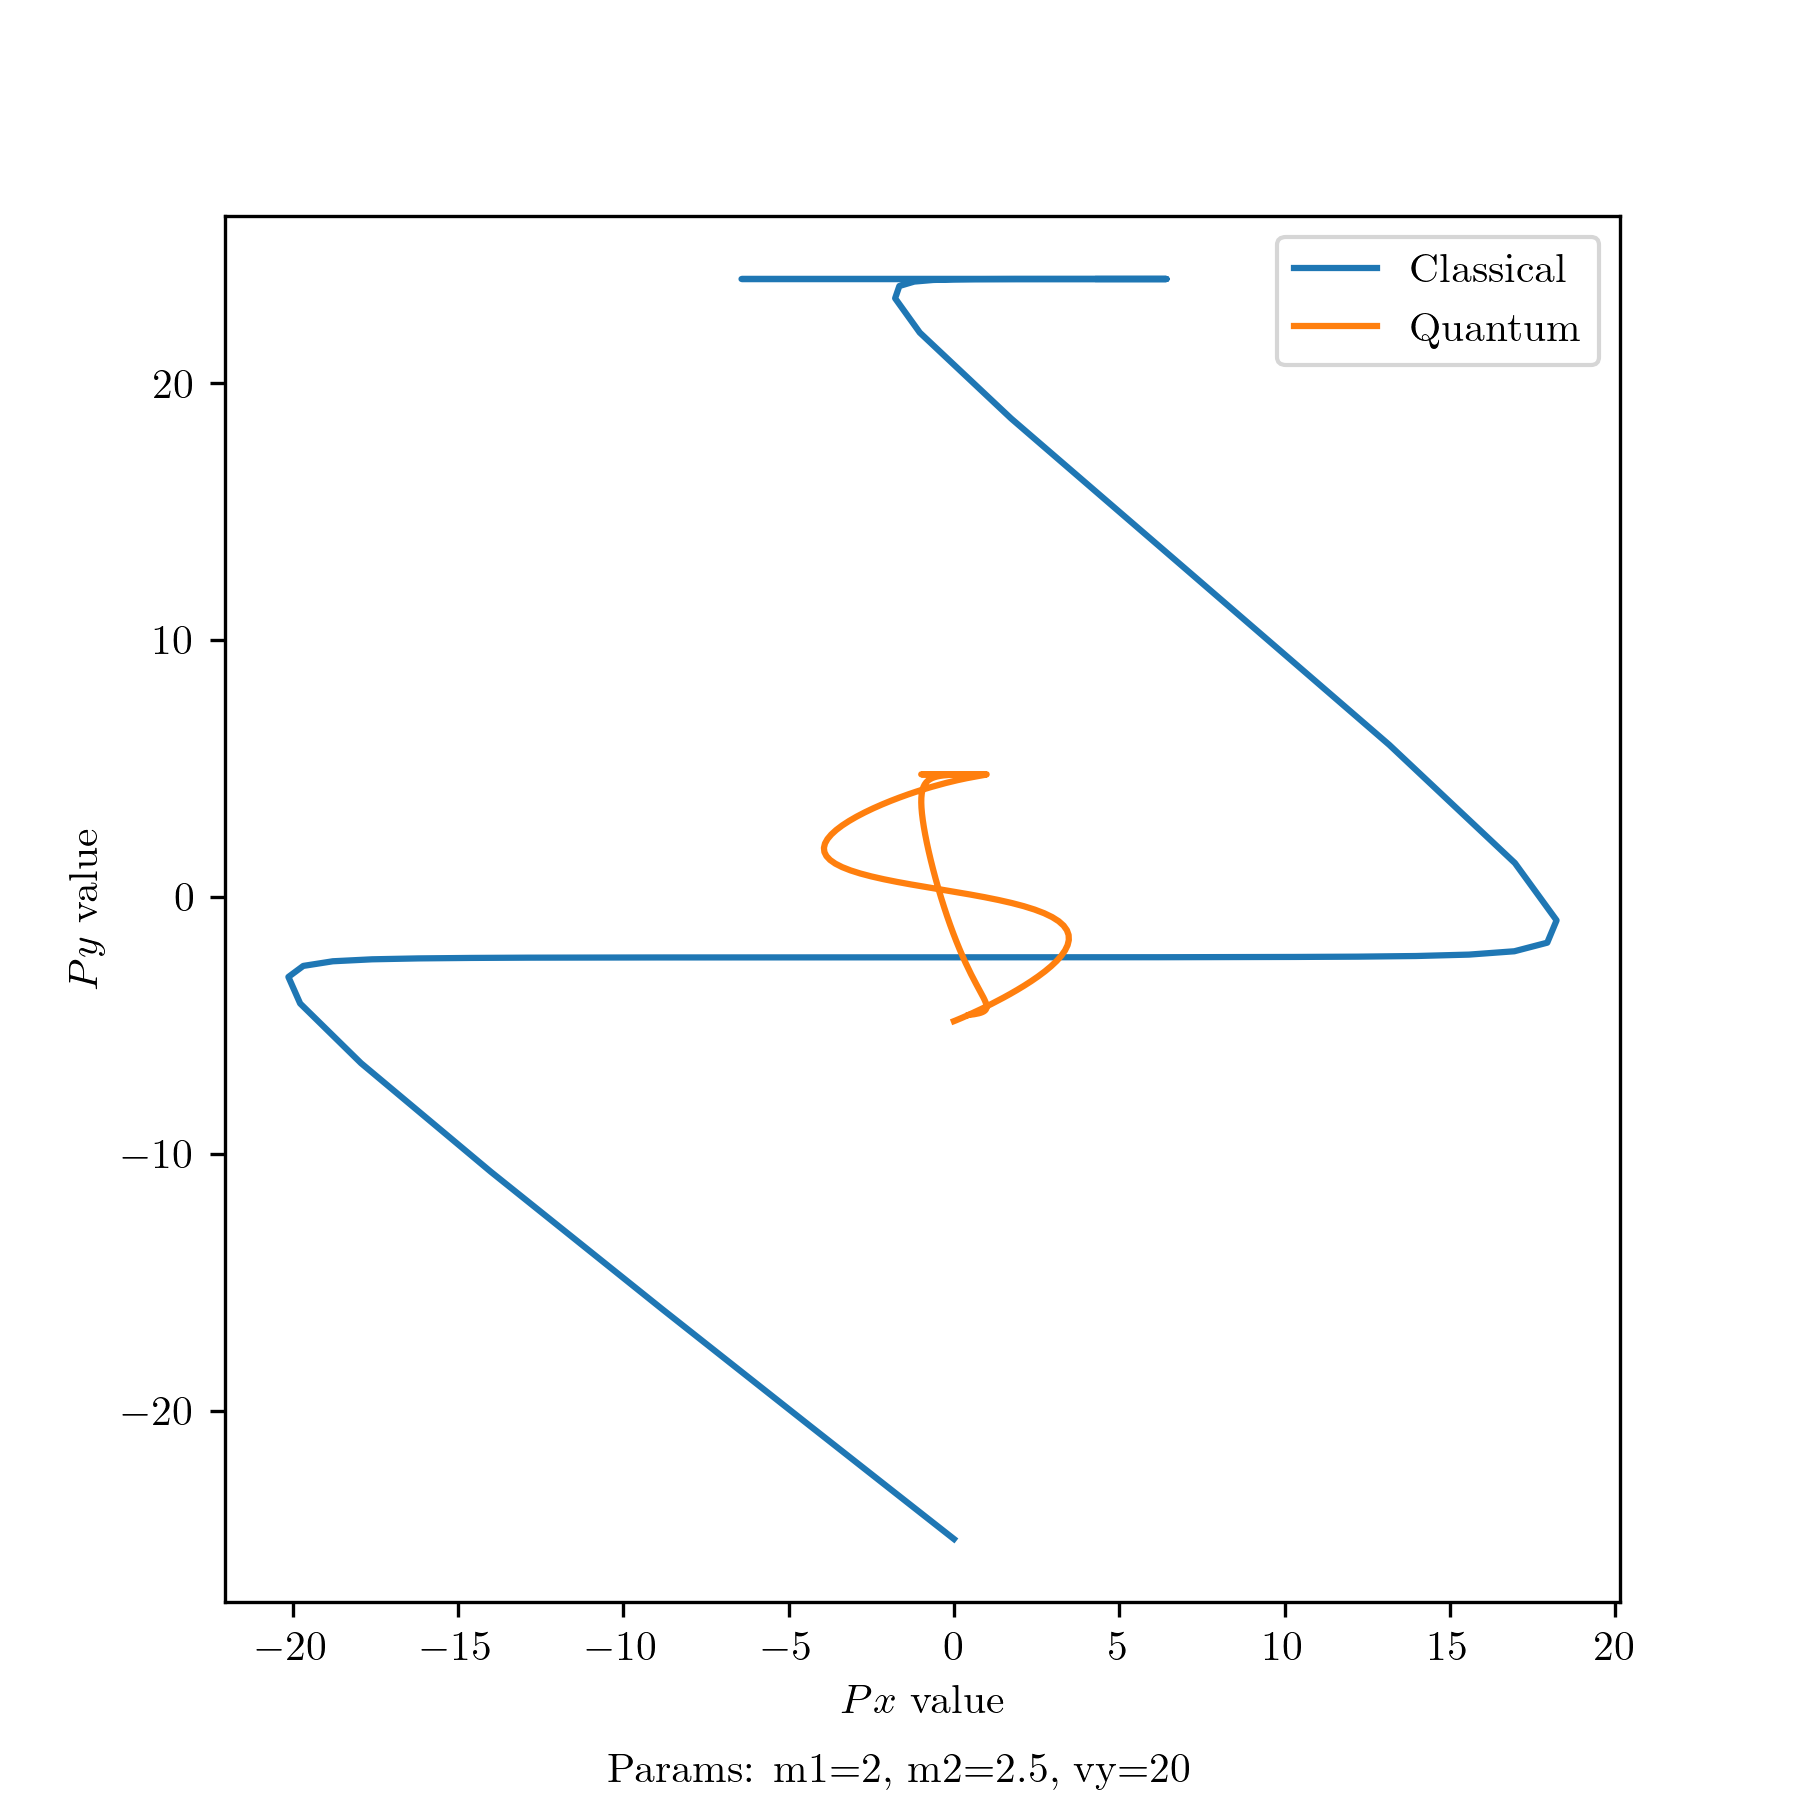 Classical
Quantum
20
10
0
−10
−20
Py value
−20 −15 −10 −5 0 5 10 15 20
Px value
Params: m1=2, m2=2.5, vy=20